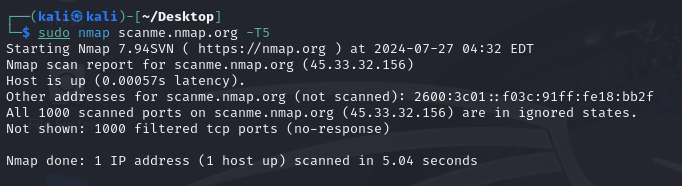 ┌──(kali㉿kali)-[~/Desktop]
└─$ sudo nmap scanme.nmap.org -T5
Starting Nmap 7.94SVN ( https://nmap.org ) at 2024-07-27 04:32 EDT
Nmap scan report for scanme.nmap.org (45.33.32.156)
Host is up (0.00057s latency).
Other addresses for scanme.nmap.org (not scanned): 2600:3c01::f03c:91ff:fe18:bb2f
All 1000 scanned ports on scanme.nmap.org (45.33.32.156) are in ignored states.
Not shown: 1000 filtered tcp ports (no-response)
Nmap done: 1 IP address (1 host up) scanned in 5.04 seconds